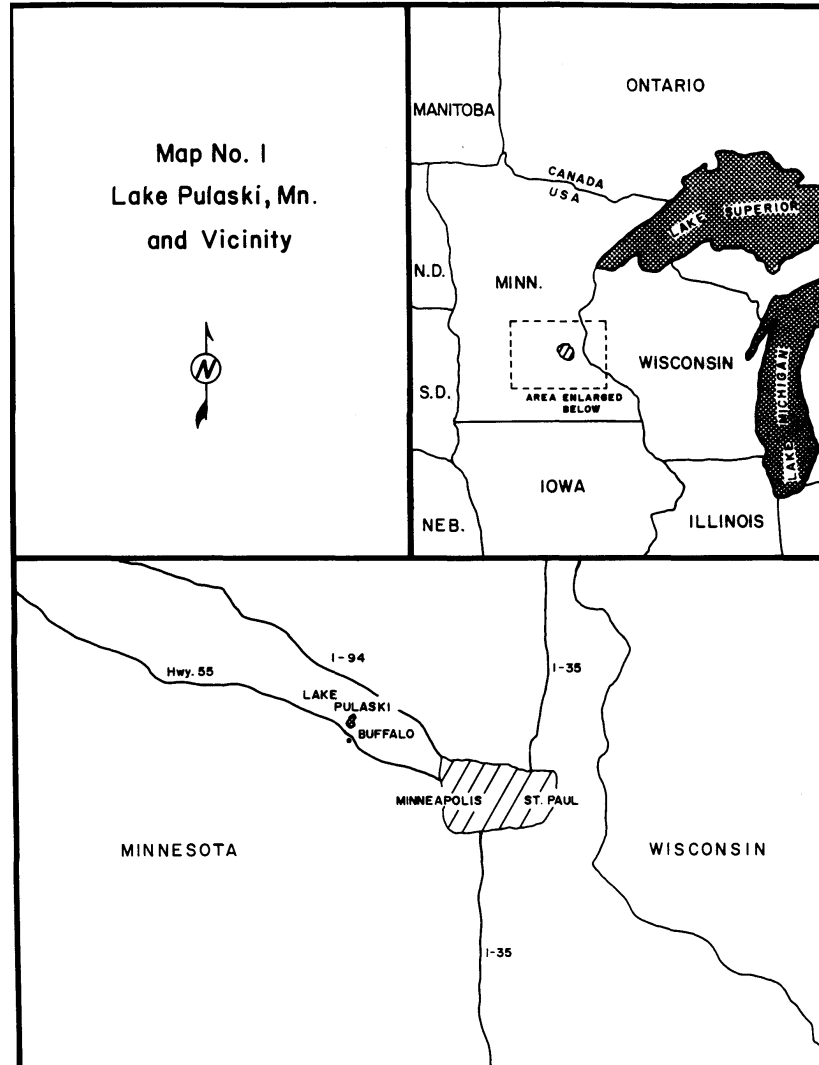 Map No. 1
Lake Pulaski, Mn.
and Vicinity
N
ONTARIO
MANITOBA
CANADA
USA
LAKE SUPERIOR
N.D.
MINN.
WISCONSIN
S.D.
AREA ENLARGED
BELOW
LAKE MICHIGAN
IOWA
NEB.
ILLINOIS
I-94
I-35
Hwy. 55
LAKE
PULASKI
BUFFALO
MINNEAPOLIS
ST. PAUL
MINNESOTA
WISCONSIN
I-35